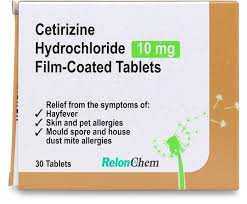 Cetirizine
Hydrochloride 10 mg
Film-Coated Tablets
Relief from the symptoms of:
✓ Hayfever
✓ Skin and pet allergies
✓ Mould spore and house
dust mite allergies
30 Tablets
RelonChem